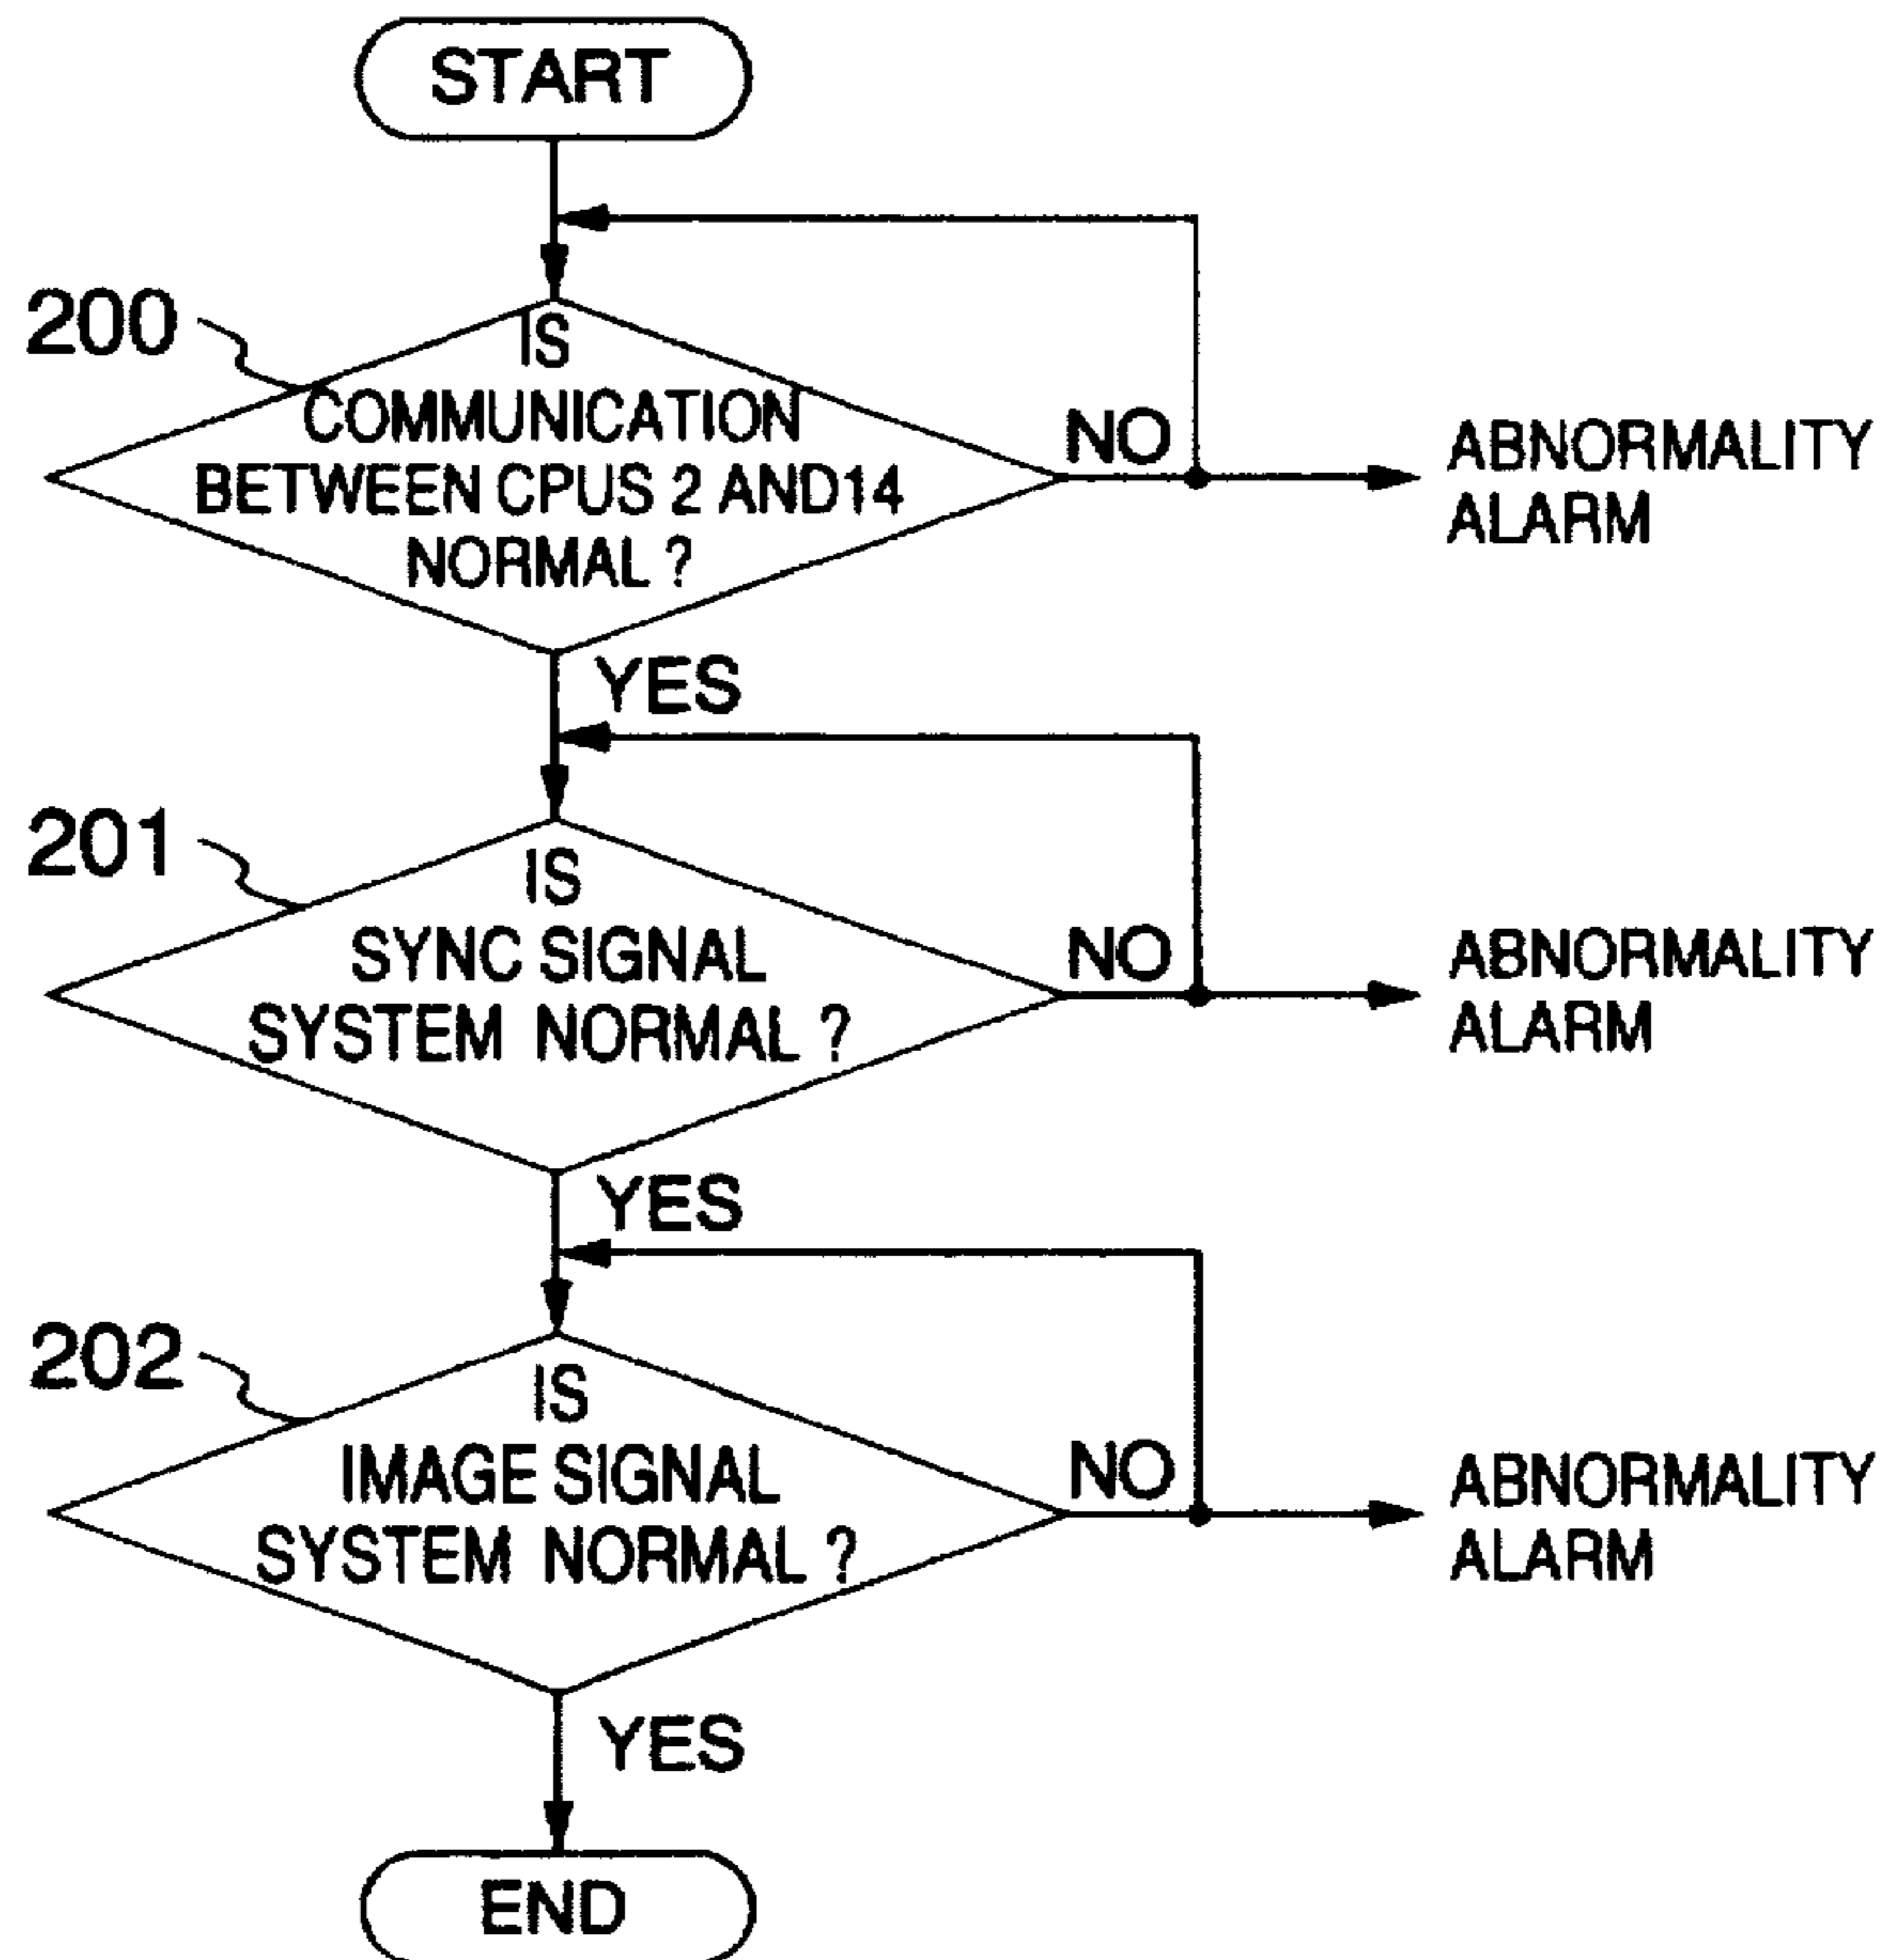 START
200
IS
COMMUNICATION
BETWEEN CPUS 2 AND14
NORMAL ?
NO
ABNORMALITY
ALARM
YES
201
IS
SYNC SIGNAL
SYSTEM NORMAL ?
NO
ABNORMALITY
ALARM
YES
202
IS
IMAGE SIGNAL
SYSTEM NORMAL ?
NO
ABNORMALITY
ALARM
YES
END